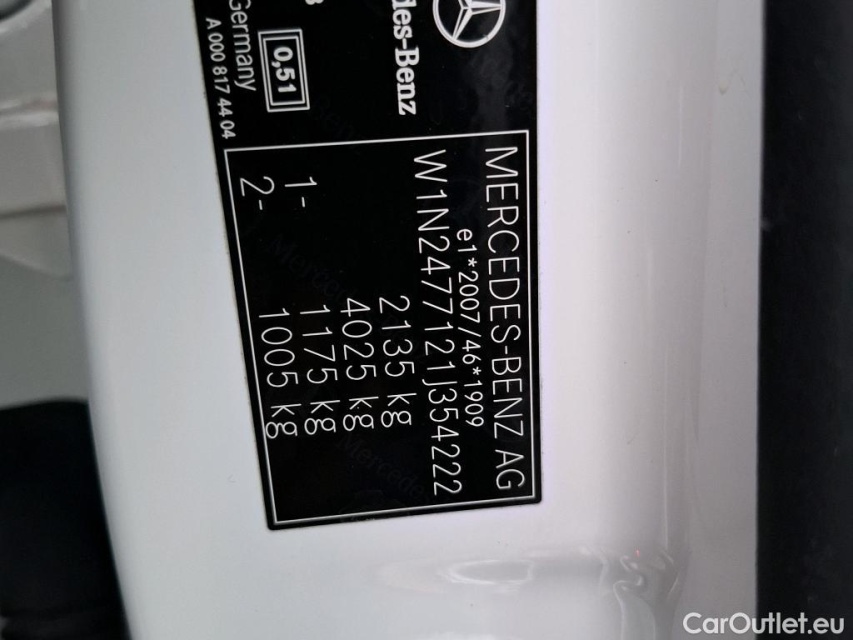 des-Benz
0,51
Germany
A 000 817 44 04
MERCEDES-BENZ AG
e1*2007/46*1909
W1N2477121J354222
2135 kg
4025 kg
1- 1175 kg
2- 1005 kg
CarOutlet.eu